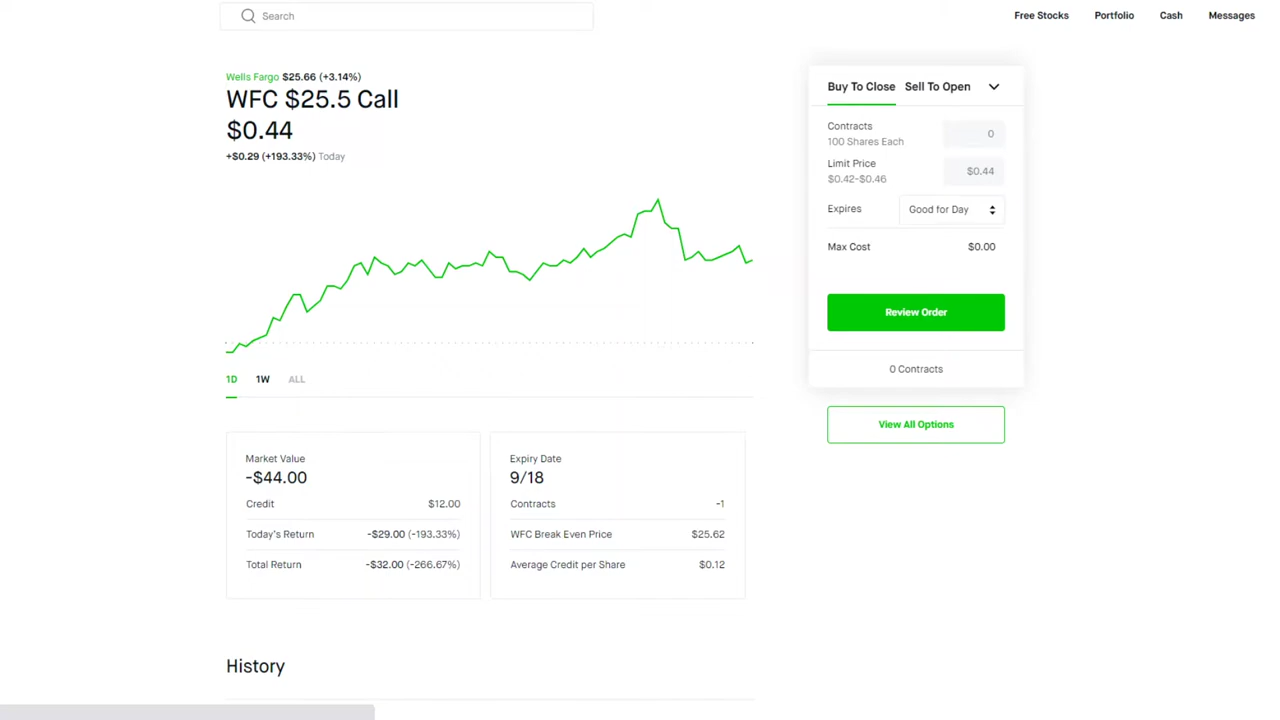 Search
Free Stocks Portfolio Cash Messages
Wells Fargo $25.66 (+3.14%)
WFC $25.5 Call
$0.44
+$0.29 (+193.33%) Today
1D 1W ALL
Buy To Close Sell To Open
Contracts 0
100 Shares Each
Limit Price $0.44
$0.42-$0.46
Expires Good for Day
Max Cost $0.00
Review Order
0 Contracts
View All Options
Market Value
-$44.00
Credit $12.00
Today's Return -$29.00 (-193.33%)
Total Return -$32.00 (-266.67%)
Expiry Date
9/18
Contracts -1
WFC Break Even Price $25.62
Average Credit per Share $0.12
History